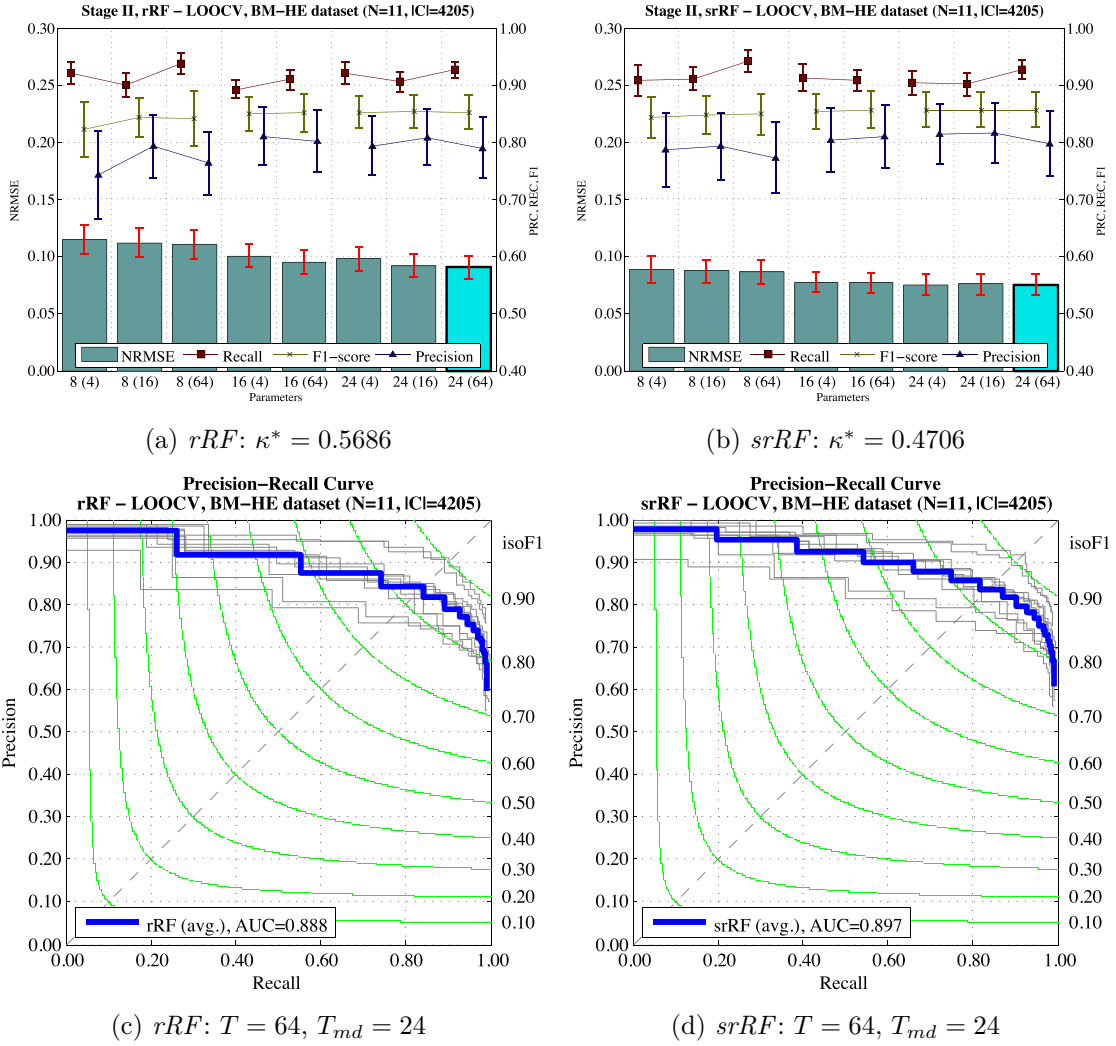 Stage II, rRF − LOOCV, BM−HE dataset (N=11, |C|=4205)
0.30
0.25
0.20
0.15
0.10
0.05
0.00
NRMSE
1.00
0.90
0.80
0.70
0.60
0.50
0.40
PRC, REC, F1
NRMSE Recall F1−score Precision
8 (4) 8 (16) 8 (64) 16 (4) 16 (64) 24 (4) 24 (16) 24 (64)
Parameters
(a) rRF: κ* = 0.5686
Stage II, srRF − LOOCV, BM−HE dataset (N=11, |C|=4205)
0.30
0.25
0.20
0.15
0.10
0.05
0.00
NRMSE
1.00
0.90
0.80
0.70
0.60
0.50
0.40
PRC, REC, F1
NRMSE Recall F1−score Precision
8 (4) 8 (16) 8 (64) 16 (4) 16 (64) 24 (4) 24 (16) 24 (64)
Parameters
(b) srRF: κ* = 0.4706
Precision−Recall Curve
rRF − LOOCV, BM−HE dataset (N=11, |C|=4205)
1.00
0.90
0.80
0.70
0.60
0.50
0.40
0.30
0.20
0.10
0.00
Precision
isoF1
0.90
0.80
0.70
0.60
0.50
0.40
0.30
0.20
0.10
rRF (avg.), AUC=0.888
0.00 0.20 0.40 0.60 0.80 1.00
Recall
(c) rRF: T = 64, Tmd = 24
Precision−Recall Curve
srRF − LOOCV, BM−HE dataset (N=11, |C|=4205)
1.00
0.90
0.80
0.70
0.60
0.50
0.40
0.30
0.20
0.10
0.00
Precision
isoF1
0.90
0.80
0.70
0.60
0.50
0.40
0.30
0.20
0.10
srRF (avg.), AUC=0.897
0.00 0.20 0.40 0.60 0.80 1.00
Recall
(d) srRF: T = 64, Tmd = 24